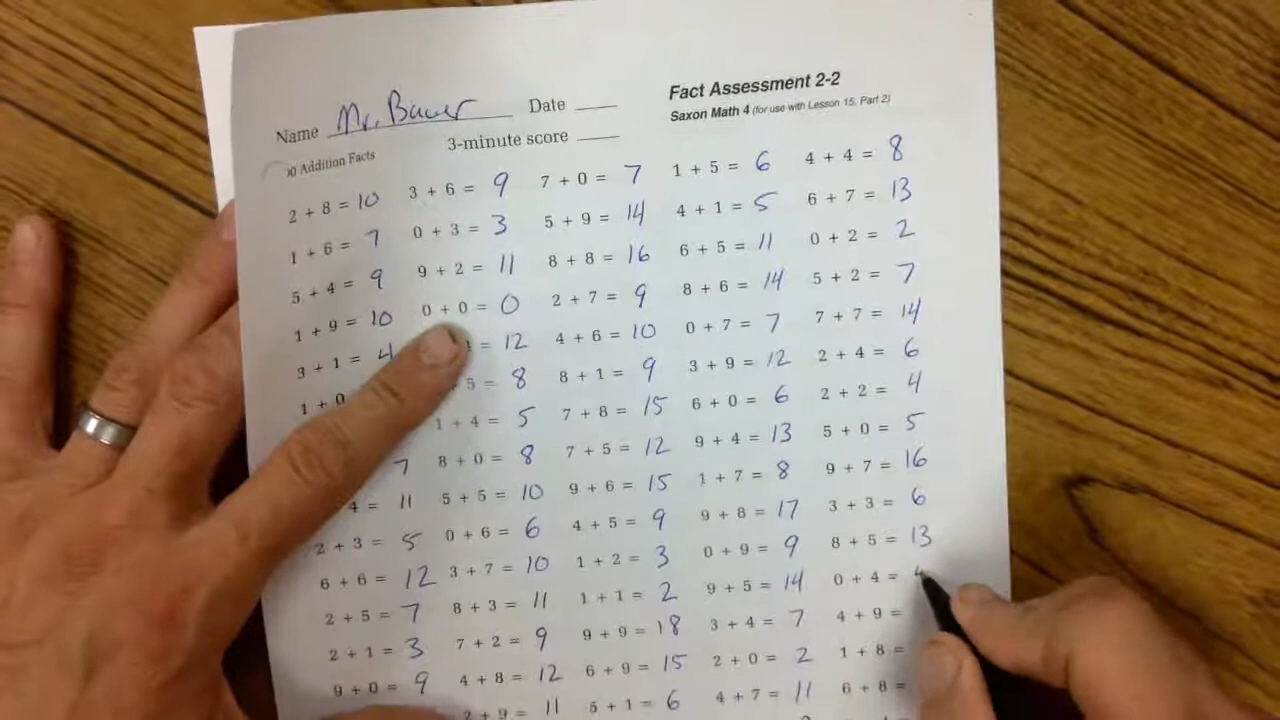 Fact Assessment 2-2
Name Mr. Bauer Date
Saxon Math 4 (for use with Lesson 15, Part 2)
3-minute score
Addition Facts
2 + 8 = 10 3 + 6 = 9 7 + 0 = 7 1 + 5 = 6 4 + 4 = 8
1 + 6 = 7 0 + 3 = 3 5 + 9 = 14 4 + 1 = 5 6 + 7 = 13
5 + 4 = 9 9 + 2 = 11 8 + 8 = 16 6 + 5 = 11 0 + 2 = 2
1 + 9 = 10 0 + 0 = 0 2 + 7 = 9 8 + 6 = 14 5 + 2 = 7
3 + 1 = 4 = 12 4 + 6 = 10 0 + 7 = 7 7 + 7 = 14
1 + 0 5 = 8 8 + 1 = 9 3 + 9 = 12 2 + 4 = 6
1 + 4 = 5 7 + 8 = 15 6 + 0 = 6 2 + 2 = 4
7 8 + 0 = 8 7 + 5 = 12 9 + 4 = 13 5 + 0 = 5
4 = 11 5 + 5 = 10 9 + 6 = 15 1 + 7 = 8 9 + 7 = 16
2 + 3 = 5 0 + 6 = 6 4 + 5 = 9 9 + 8 = 17 3 + 3 = 6
6 + 6 = 12 3 + 7 = 10 1 + 2 = 3 0 + 9 = 9 8 + 5 = 13
2 + 5 = 7 8 + 3 = 11 1 + 1 = 2 9 + 5 = 14 0 + 4 = 4
2 + 1 = 3 7 + 2 = 9 9 + 9 = 18 3 + 4 = 7 4 + 9 =
9 + 0 = 9 4 + 8 = 12 6 + 9 = 15 2 + 0 = 2 1 + 8 =
2 + 9 = 11 5 + 1 = 6 4 + 7 = 11 6 + 8 =